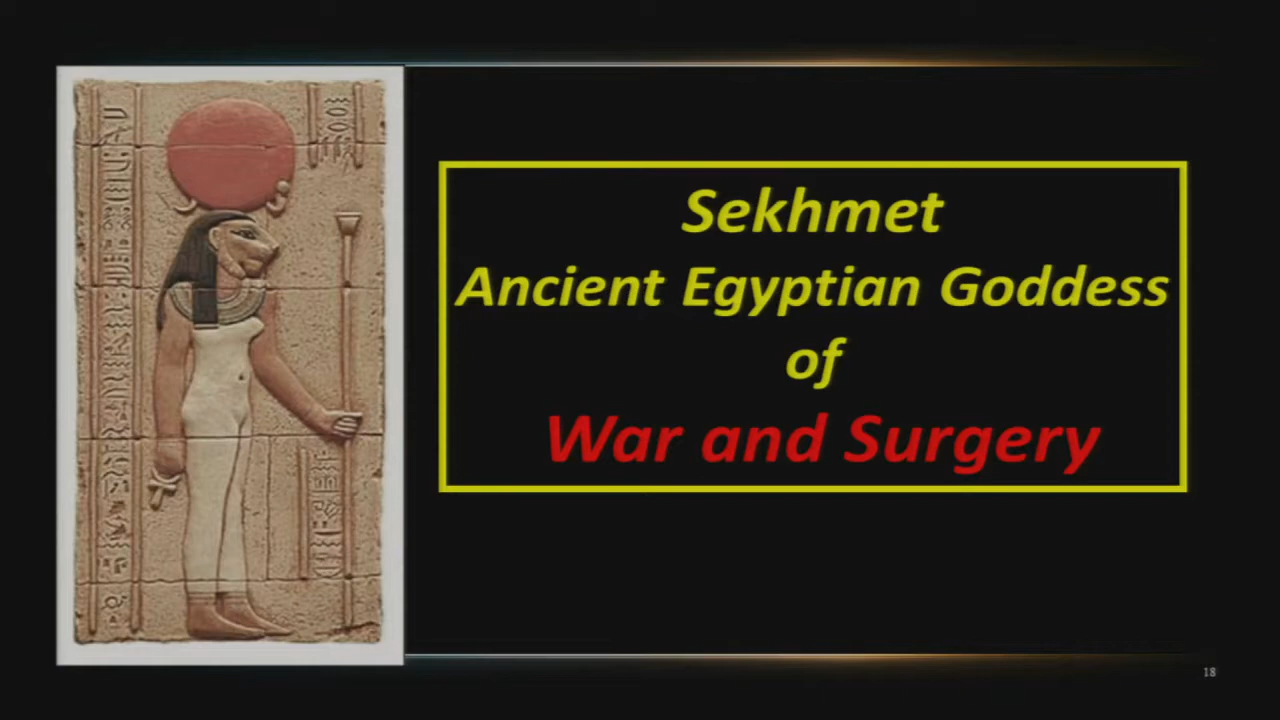 Sekhmet
Ancient Egyptian Goddess
of
War and Surgery
18